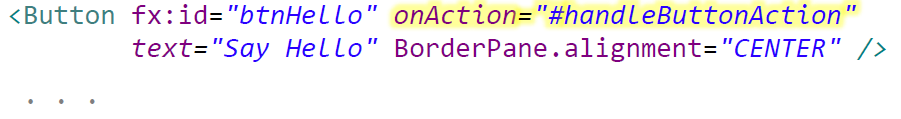 <Button fx:id="btnHello" onAction="#handleButtonAction"
text="Say Hello" BorderPane.alignment="CENTER" />
. . .